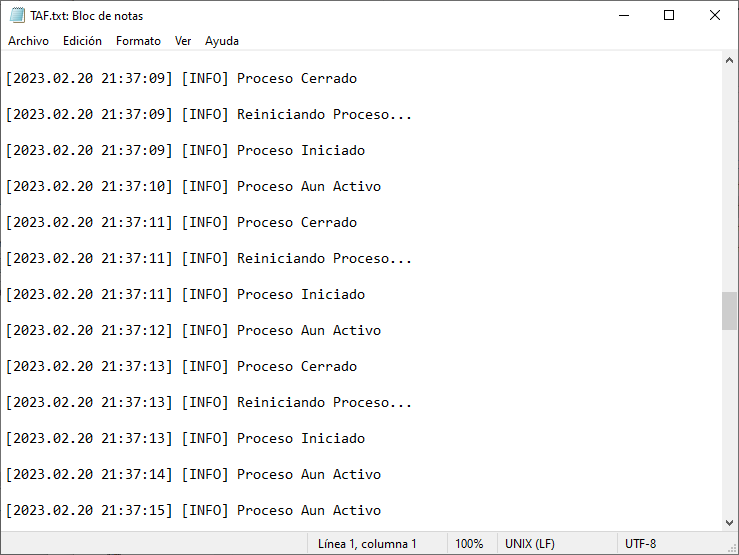 TAF.txt: Bloc de notas
Archivo Edición Formato Ver Ayuda
[2023.02.20 21:37:09] [INFO] Proceso Cerrado
[2023.02.20 21:37:09] [INFO] Reiniciando Proceso...
[2023.02.20 21:37:09] [INFO] Proceso Iniciado
[2023.02.20 21:37:10] [INFO] Proceso Aun Activo
[2023.02.20 21:37:11] [INFO] Proceso Cerrado
[2023.02.20 21:37:11] [INFO] Reiniciando Proceso...
[2023.02.20 21:37:11] [INFO] Proceso Iniciado
[2023.02.20 21:37:12] [INFO] Proceso Aun Activo
[2023.02.20 21:37:13] [INFO] Proceso Cerrado
[2023.02.20 21:37:13] [INFO] Reiniciando Proceso...
[2023.02.20 21:37:13] [INFO] Proceso Iniciado
[2023.02.20 21:37:14] [INFO] Proceso Aun Activo
[2023.02.20 21:37:15] [INFO] Proceso Aun Activo
Línea 1, columna 1 100% UNIX (LF) UTF-8